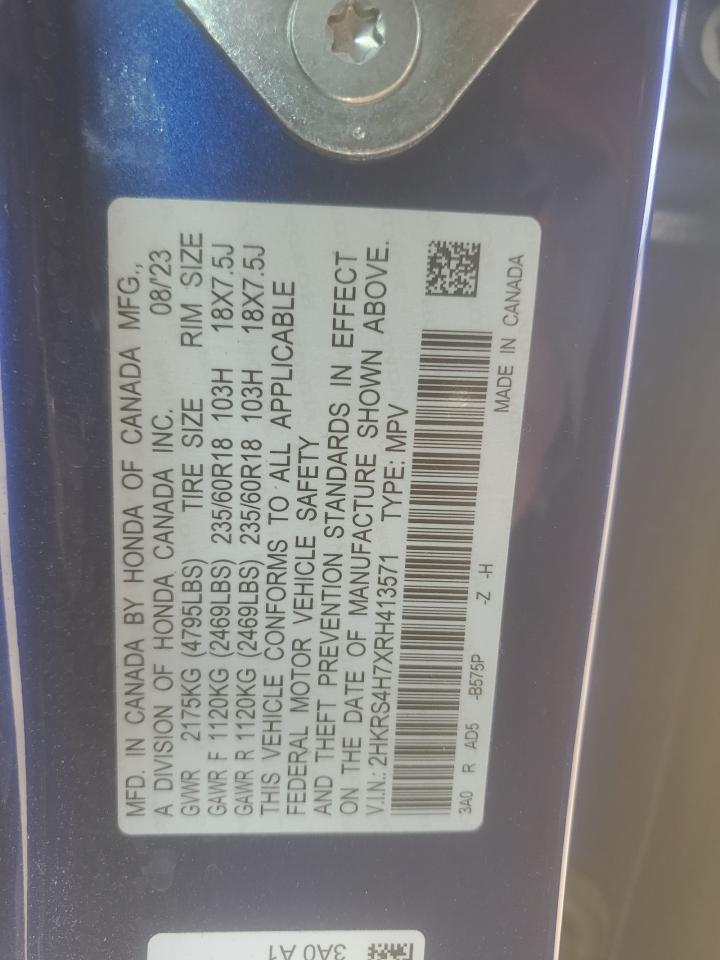 MFD. IN CANADA BY HONDA OF CANADA MFG.,
A DIVISION OF HONDA CANADA INC. 08/'23
GVWR 2175KG (4795LBS) TIRE SIZE RIM SIZE
GAWR F 1120KG (2469LBS) 235/60R18 103H 18X7.5J
GAWR R 1120KG (2469LBS) 235/60R18 103H 18X7.5J
THIS VEHICLE CONFORMS TO ALL APPLICABLE
FEDERAL MOTOR VEHICLE SAFETY
AND THEFT PREVENTION STANDARDS IN EFFECT
ON THE DATE OF MANUFACTURE SHOWN ABOVE.
V.I.N.: 2HKRS4H7XRH413571 TYPE: MPV
3A0 R AD5 -B575P -Z -H
MADE IN CANADA
3A0 A1